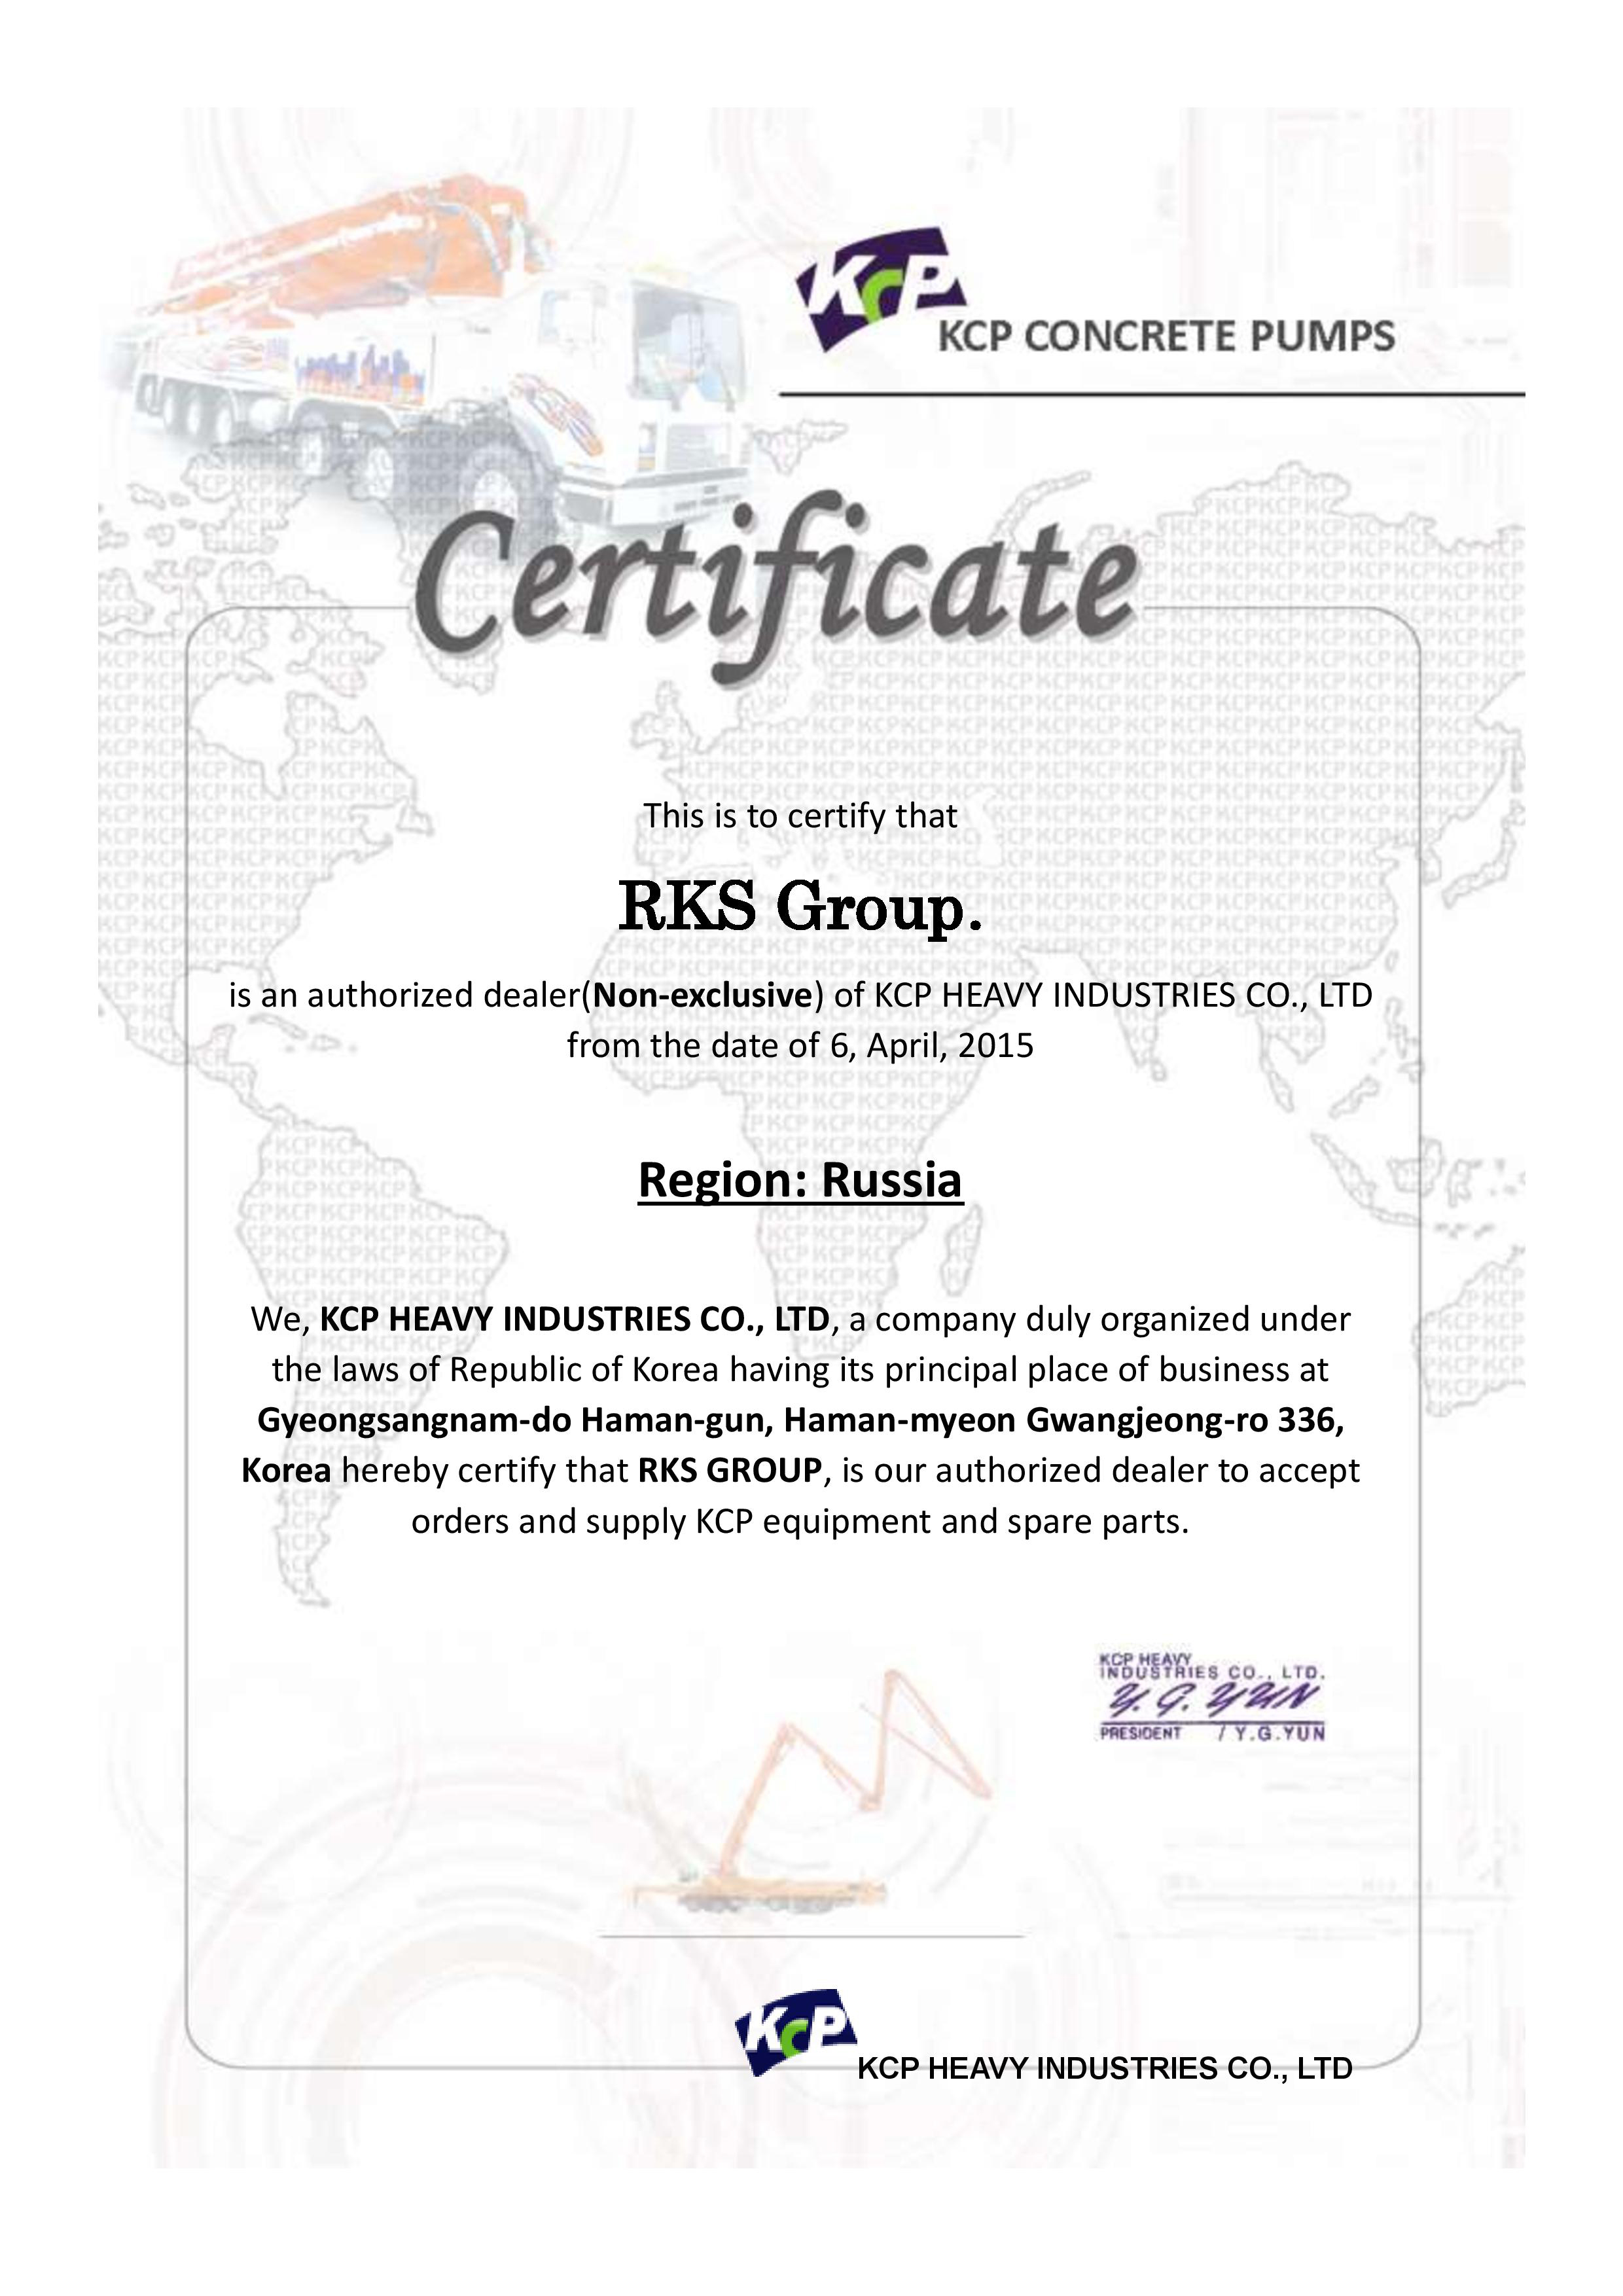 KCP
KCP CONCRETE PUMPS
Certificate
This is to certify that
RKS Group.
is an authorized dealer(Non-exclusive) of KCP HEAVY INDUSTRIES CO., LTD
from the date of 6, April, 2015
Region: Russia
We, KCP HEAVY INDUSTRIES CO., LTD, a company duly organized under
the laws of Republic of Korea having its principal place of business at
Gyeongsangnam-do Haman-gun, Haman-myeon Gwangjeong-ro 336,
Korea hereby certify that RKS GROUP, is our authorized dealer to accept
orders and supply KCP equipment and spare parts.
KCP HEAVY
INDUSTRIES CO., LTD.
Y. G. YUN
PRESIDENT / Y.G.YUN
KCP
KCP HEAVY INDUSTRIES CO., LTD